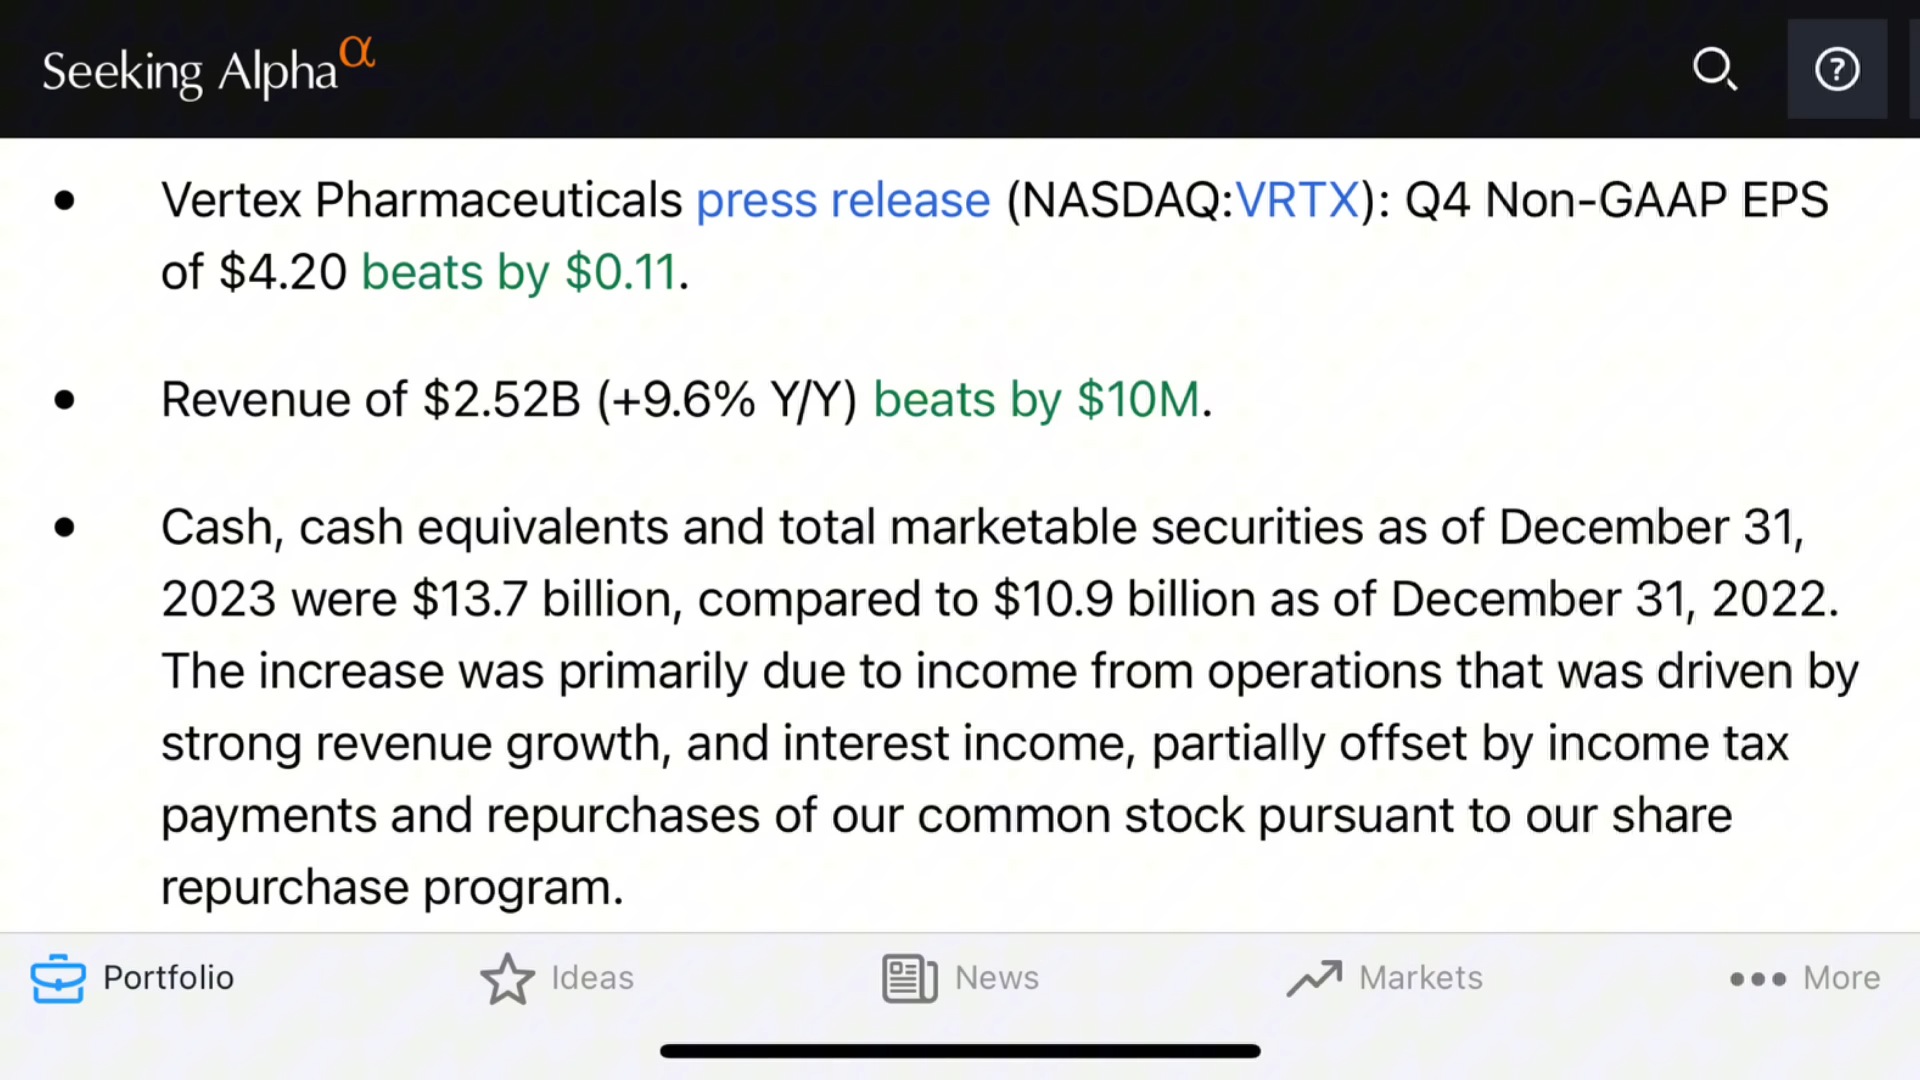 Seeking Alpha α
• Vertex Pharmaceuticals press release (NASDAQ:VRTX): Q4 Non-GAAP EPS
of $4.20 beats by $0.11.
• Revenue of $2.52B (+9.6% Y/Y) beats by $10M.
• Cash, cash equivalents and total marketable securities as of December 31,
2023 were $13.7 billion, compared to $10.9 billion as of December 31, 2022.
The increase was primarily due to income from operations that was driven by
strong revenue growth, and interest income, partially offset by income tax
payments and repurchases of our common stock pursuant to our share
repurchase program.
Portfolio Ideas News Markets More